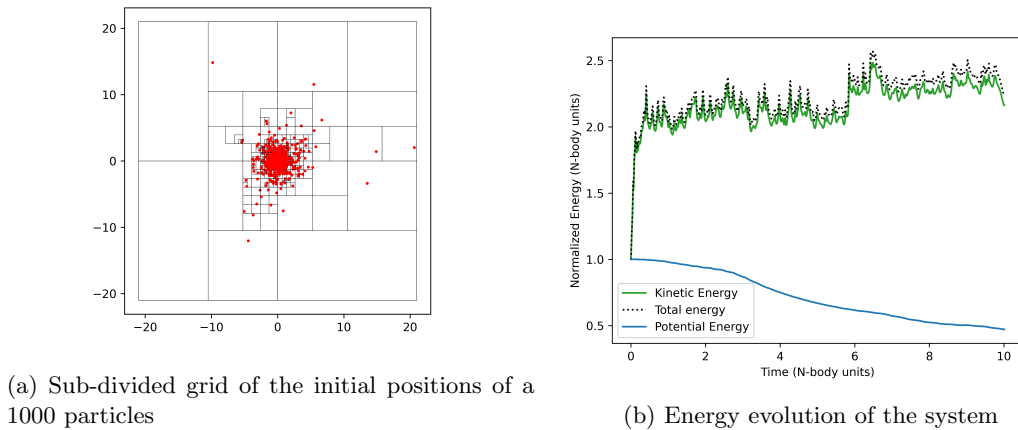 20
10
0
−10
−20
−20
−10
0
10
20
(a) Sub-divided grid of the initial positions of a
1000 particles
Normalized Energy (N-body units)
2.5
2.0
1.5
1.0
0.5
Kinetic Energy
Total energy
Potential Energy
0
2
4
6
8
10
Time (N-body units)
(b) Energy evolution of the system